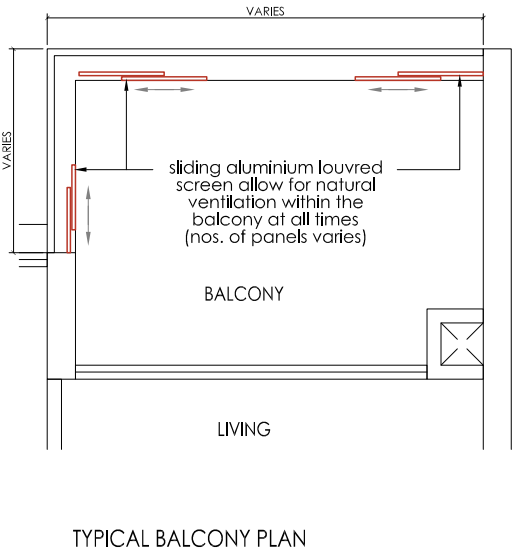 VARIES
VARIES
sliding aluminium louvred
screen allow for natural
ventilation within the
balcony at all times
(nos. of panels varies)
BALCONY
LIVING
TYPICAL BALCONY PLAN